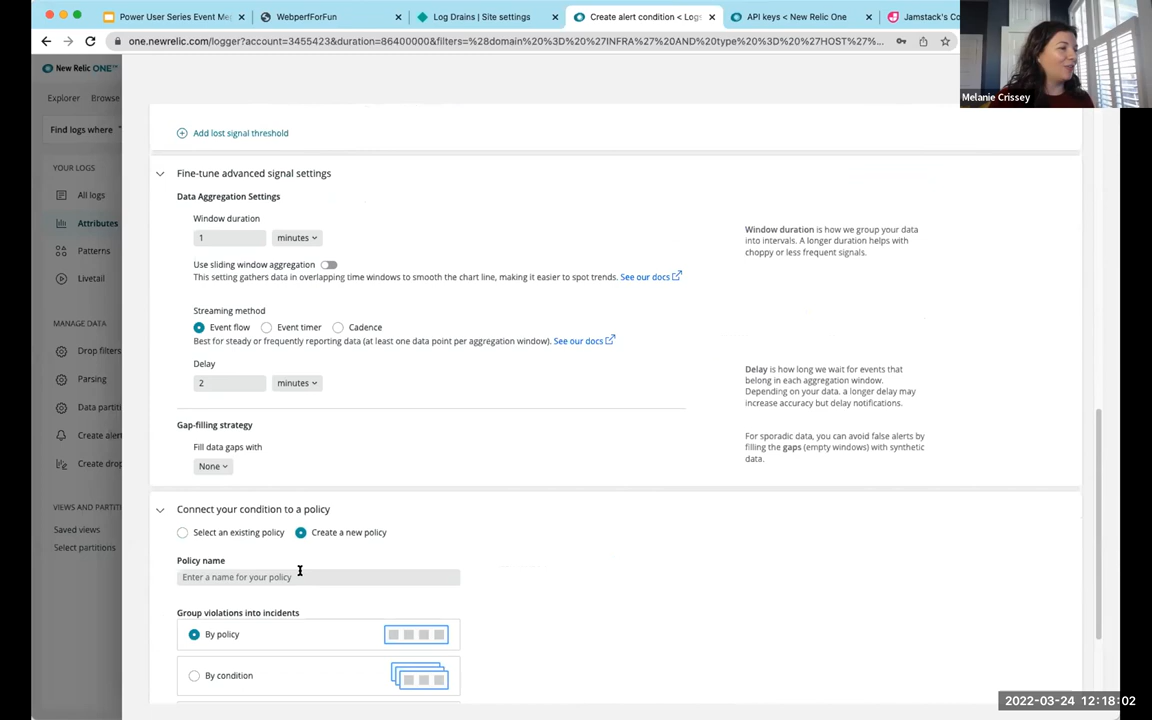 Power User Series Event Me
WebperfForFun
Log Drains | Site settings
Create alert condition < Logs
API keys < New Relic One
Jamstack's Co
one.newrelic.com/logger?account=3455423&duration=86400000&filters=%28domain%20%3D%20%27INFRA%27%20AND%20type%20%3D%20%27HOST%27%...
Melanie Crissey
New Relic ONE™
Explorer
Browse
Find logs where
YOUR LOGS
All logs
Attributes
Patterns
Livetail
MANAGE DATA
Drop filters
Parsing
Data partiti
Create alert
Create drop
VIEWS AND PARTITI
Saved views
Select partitions
Add lost signal threshold
Fine-tune advanced signal settings
Data Aggregation Settings
Window duration
1 minutes
Use sliding window aggregation
This setting gathers data in overlapping time windows to smooth the chart line, making it easier to spot trends. See our docs
Streaming method
Event flow Event timer Cadence
Best for steady or frequently reporting data (at least one data point per aggregation window). See our docs
Delay
2 minutes
Gap-filling strategy
Fill data gaps with
None
Window duration is how we group your data
into intervals. A longer duration helps with
choppy or less frequent signals.
Delay is how long we wait for events that
belong in each aggregation window.
Depending on your data. a longer delay may
increase accuracy but delay notifications.
For sporadic data, you can avoid false alerts by
filling the gaps (empty windows) with synthetic
data.
Connect your condition to a policy
Select an existing policy Create a new policy
Policy name
Enter a name for your policy
Group violations into incidents
By policy
By condition
2022-03-24 12:18:02